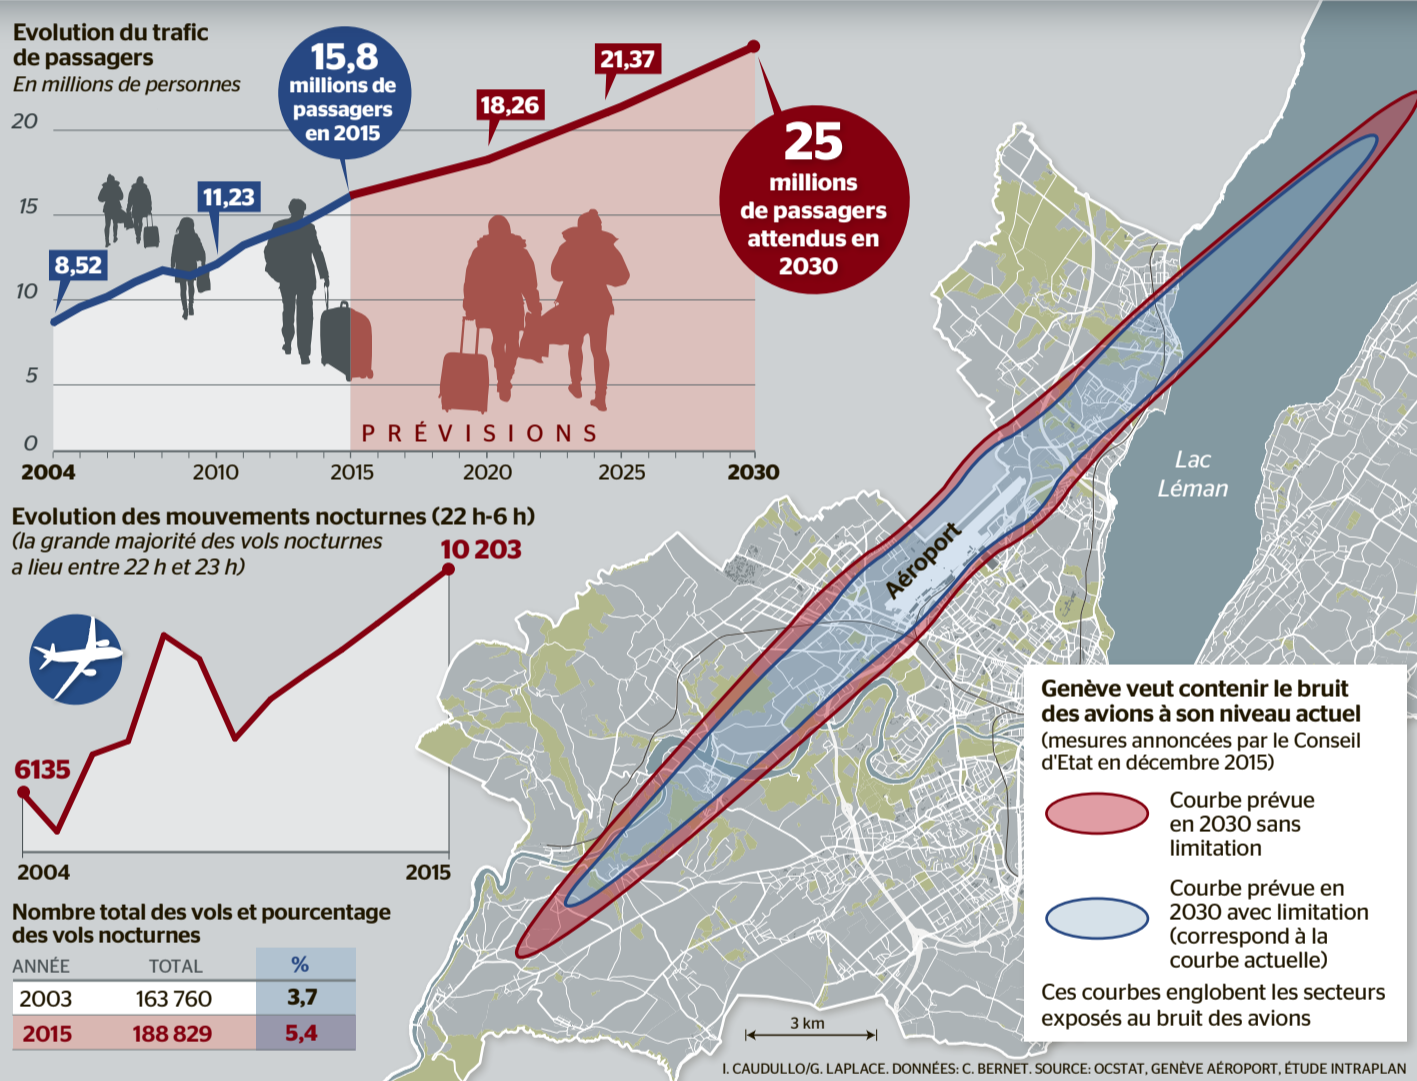 Evolution du trafic
de passagers
En millions de personnes
20
15
10
5
0
8,52
11,23
15,8
millions de
passagers
en 2015
18,26
21,37
25
millions
de passagers
attendus en
2030
PRÉVISIONS
2004
2010
2015
2020
2025
2030
Evolution des mouvements nocturnes (22 h-6 h)
(la grande majorité des vols nocturnes
a lieu entre 22 h et 23 h)
10 203
6135
2004
2015
Nombre total des vols et pourcentage
des vols nocturnes
ANNÉE TOTAL %
2003 163 760 3,7
2015 188 829 5,4
Aéroport
Lac
Léman
Genève veut contenir le bruit
des avions à son niveau actuel
(mesures annoncées par le Conseil
d'Etat en décembre 2015)
Courbe prévue
en 2030 sans
limitation
Courbe prévue en
2030 avec limitation
(correspond à la
courbe actuelle)
Ces courbes englobent les secteurs
exposés au bruit des avions
3 km
I. CAUDULLO/G. LAPLACE. DONNÉES: C. BERNET. SOURCE: OCSTAT, GENÈVE AÉROPORT, ÉTUDE INTRAPLAN